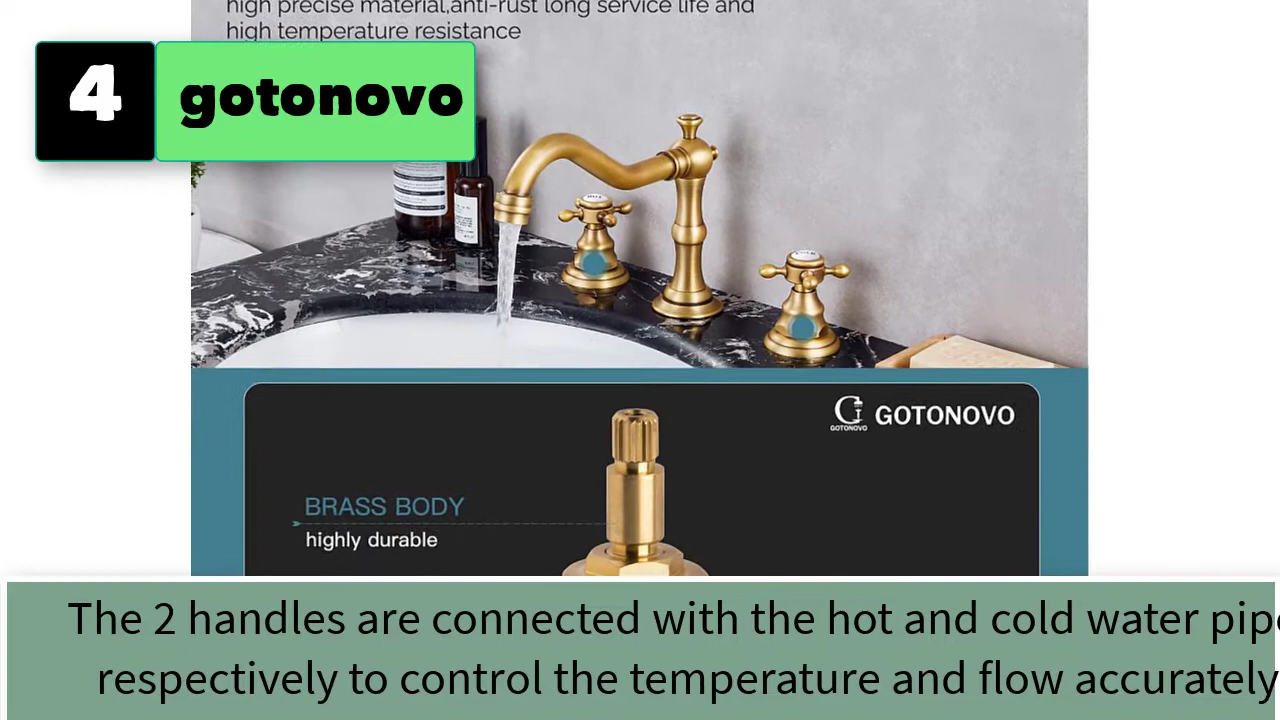 high precise material,anti-rust long service life and
high temperature resistance
4 gotonovo
GOTONOVO
GOTONOVO
BRASS BODY
highly durable
The 2 handles are connected with the hot and cold water pip
respectively to control the temperature and flow accurately